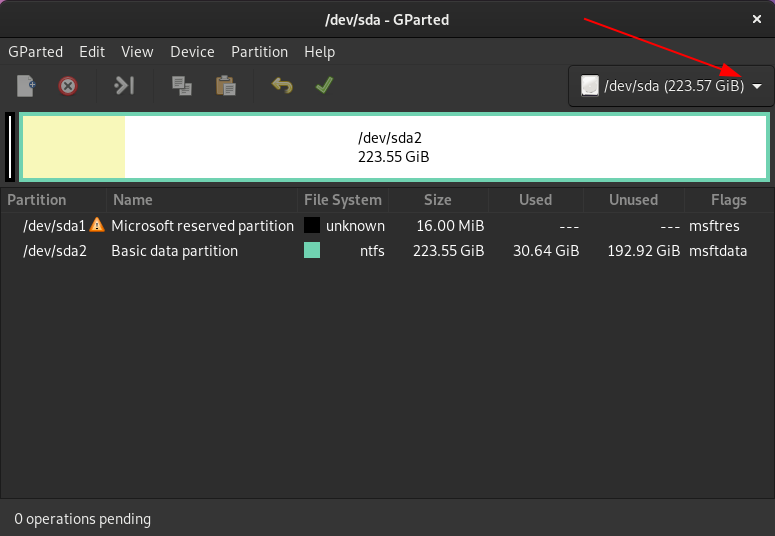 /dev/sda - GParted
GParted Edit View Device Partition Help
/dev/sda (223.57 GiB)
/dev/sda2
223.55 GiB
Partition Name File System Size Used Unused Flags
/dev/sda1 Microsoft reserved partition unknown 16.00 MiB --- --- msftres
/dev/sda2 Basic data partition ntfs 223.55 GiB 30.64 GiB 192.92 GiB msftdata
0 operations pending